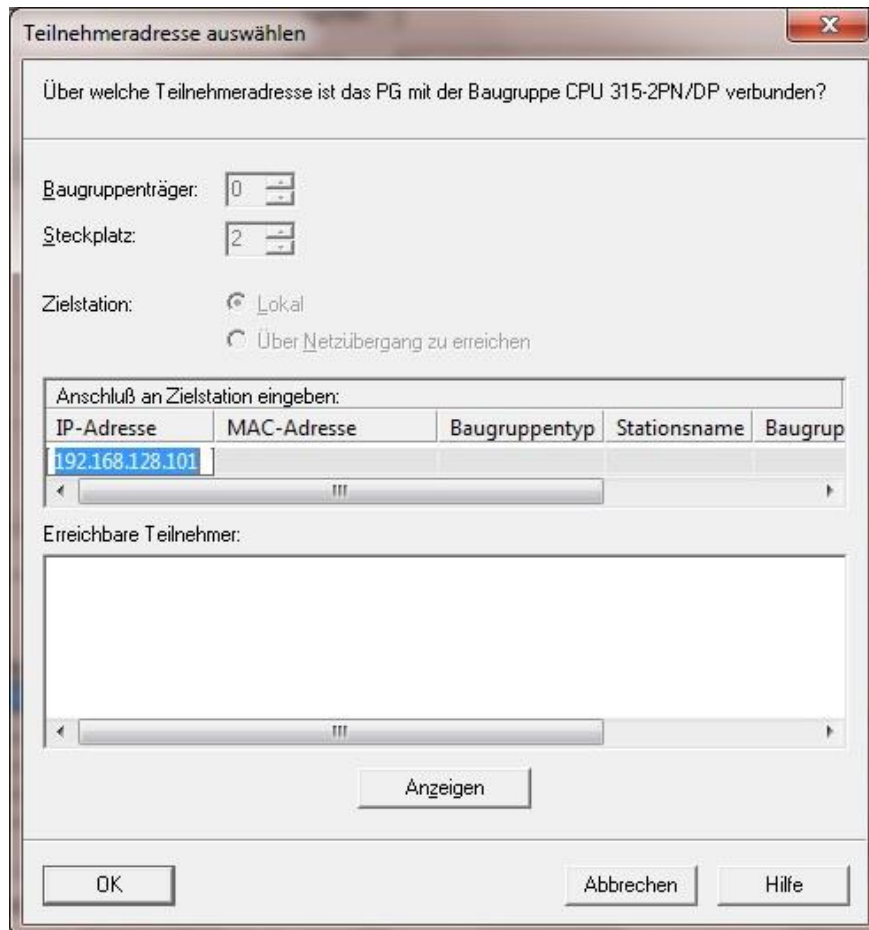 Teilnehmeradresse auswählen
Über welche Teilnehmeradresse ist das PG mit der Baugruppe CPU 315-2PN/DP verbunden?
Baugruppenträger: 0
Steckplatz: 2
Zielstation: Lokal
Über Netzübergang zu erreichen
Anschluß an Zielstation eingeben:
IP-Adresse MAC-Adresse Baugruppentyp Stationsname Baugrup
192.168.128.101
Erreichbare Teilnehmer:
Anzeigen
OK Abbrechen Hilfe